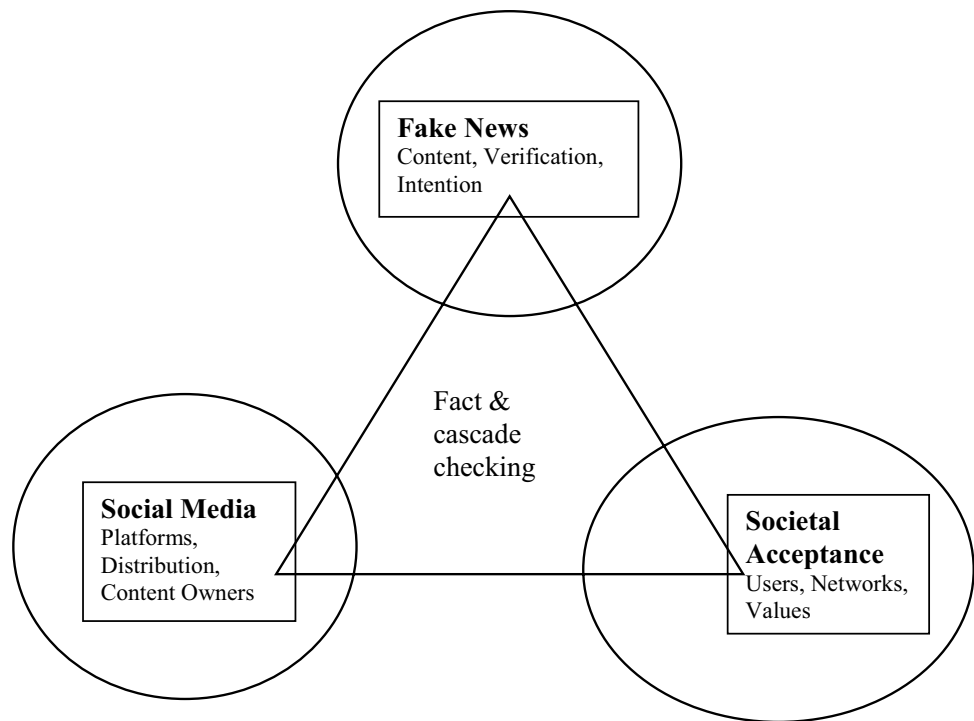 Fake News
Content, Verification,
Intention
Fact &
cascade
checking
Social Media
Platforms,
Distribution,
Content Owners
Societal
Acceptance
Users, Networks,
Values